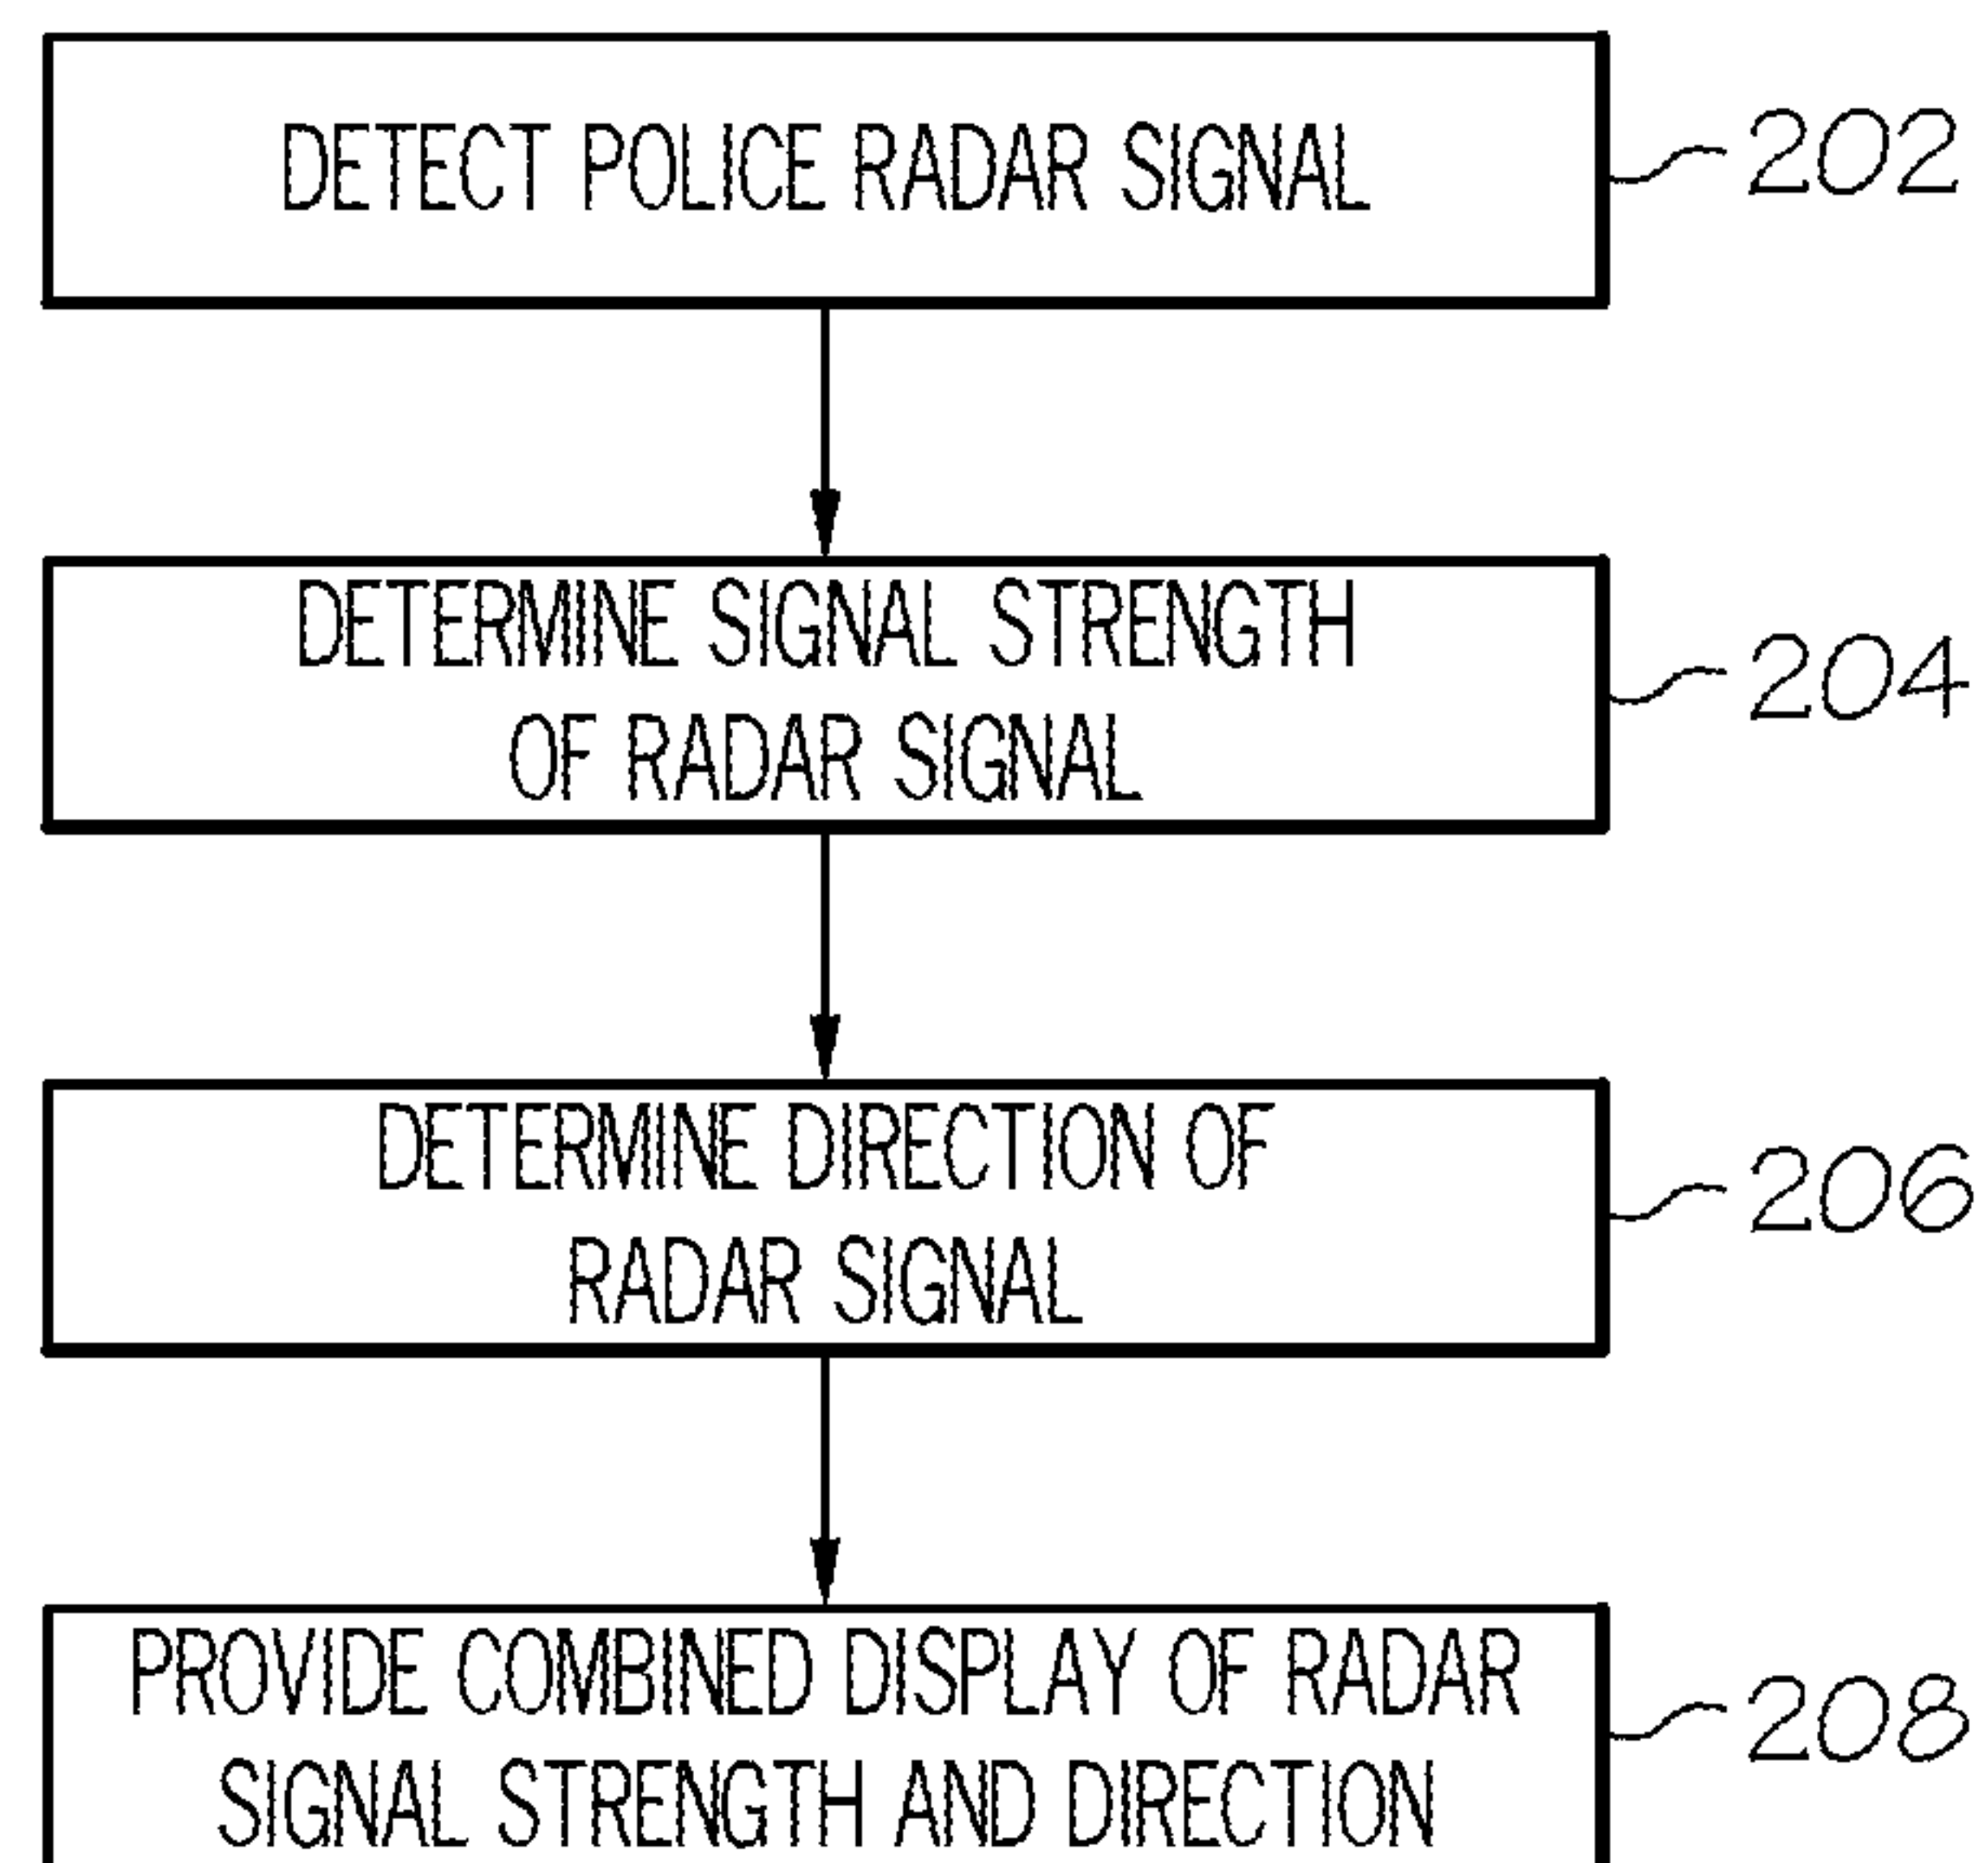 DETECT POLICE RADAR SIGNAL
202
DETERMINE SIGNAL STRENGTH
OF RADAR SIGNAL
204
DETERMINE DIRECTION OF
RADAR SIGNAL
206
PROVIDE COMBINED DISPLAY OF RADAR
SIGNAL STRENGTH AND DIRECTION
208